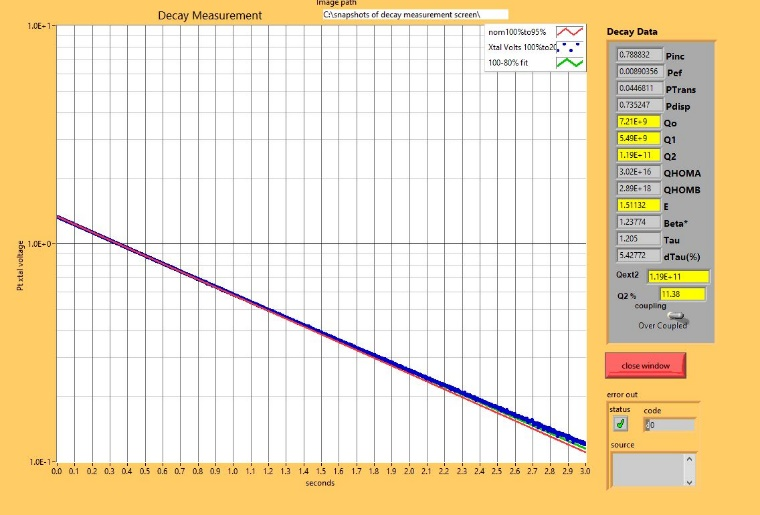 Image path
C:\snapshots of decay measurement screen\
Decay Measurement
nom100%to95%
Xtal Volts 100%to20
100-80% fit
1.0E+1
1.0E+0
1.0E-1
Pt xtal voltage
0.0 0.1 0.2 0.3 0.4 0.5 0.6 0.7 0.8 0.9 1.0 1.1 1.2 1.3 1.4 1.5 1.6 1.7 1.8 1.9 2.0 2.1 2.2 2.3 2.4 2.5 2.6 2.7 2.8 2.9 3.0
seconds
Decay Data
0.788832 Pinc
0.00890356 Pef
0.0446811 PTrans
0.735247 Pdisp
7.21E+9 Qo
5.49E+9 Q1
1.19E+11 Q2
3.02E+16 QHOMA
2.89E+18 QHOMB
1.51132 E
1.23774 Beta*
1.205 Tau
5.42772 dTau(%)
Qext2 1.19E+11
Q2 % 11.38
coupling
Over Coupled
close window
error out
status code
0
source